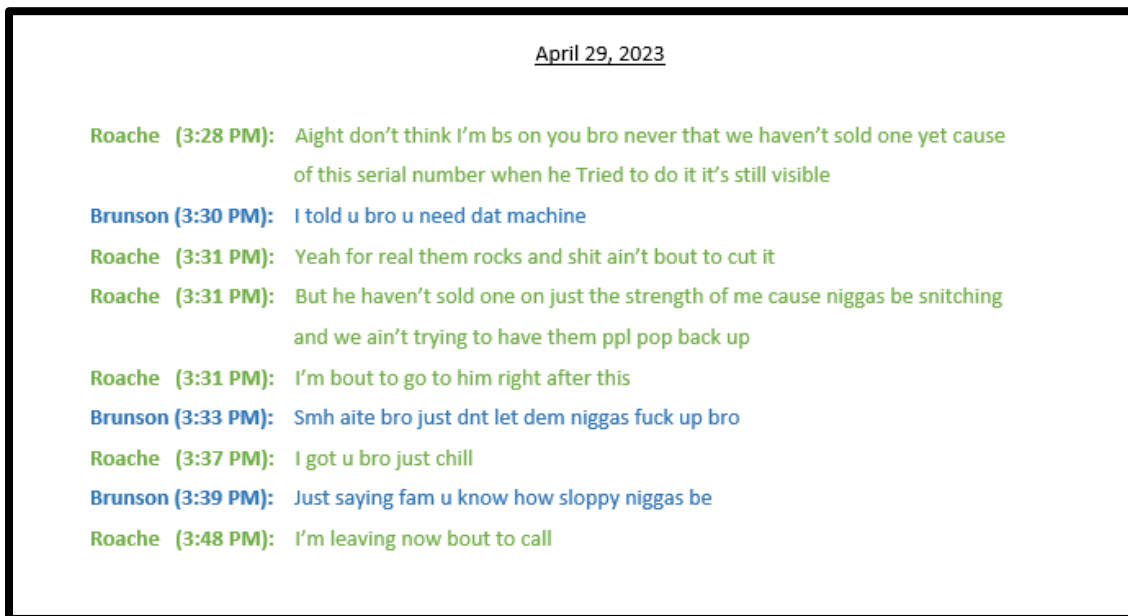 April 29, 2023
Roache (3:28 PM): Aight don’t think I’m bs on you bro never that we haven’t sold one yet cause
of this serial number when he Tried to do it it’s still visible
Brunson (3:30 PM): I told u bro u need dat machine
Roache (3:31 PM): Yeah for real them rocks and shit ain’t bout to cut it
Roache (3:31 PM): But he haven’t sold one on just the strength of me cause niggas be snitching
and we ain’t trying to have them ppl pop back up
Roache (3:31 PM): I’m bout to go to him right after this
Brunson (3:33 PM): Smh aite bro just dnt let dem niggas fuck up bro
Roache (3:37 PM): I got u bro just chill
Brunson (3:39 PM): Just saying fam u know how sloppy niggas be
Roache (3:48 PM): I’m leaving now bout to call